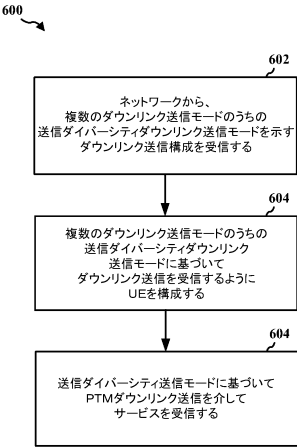 600
602
ネットワークから、
複数のダウンリンク送信モードのうちの
送信ダイバーシティダウンリンク送信モードを示す
ダウンリンク送信構成を受信する
604
複数のダウンリンク送信モードのうちの
送信ダイバーシティダウンリンク
送信モードに基づいて
ダウンリンク送信を受信するように
UEを構成する
604
送信ダイバーシティ送信モードに基づいて
PTMダウンリンク送信を介して
サービスを受信する